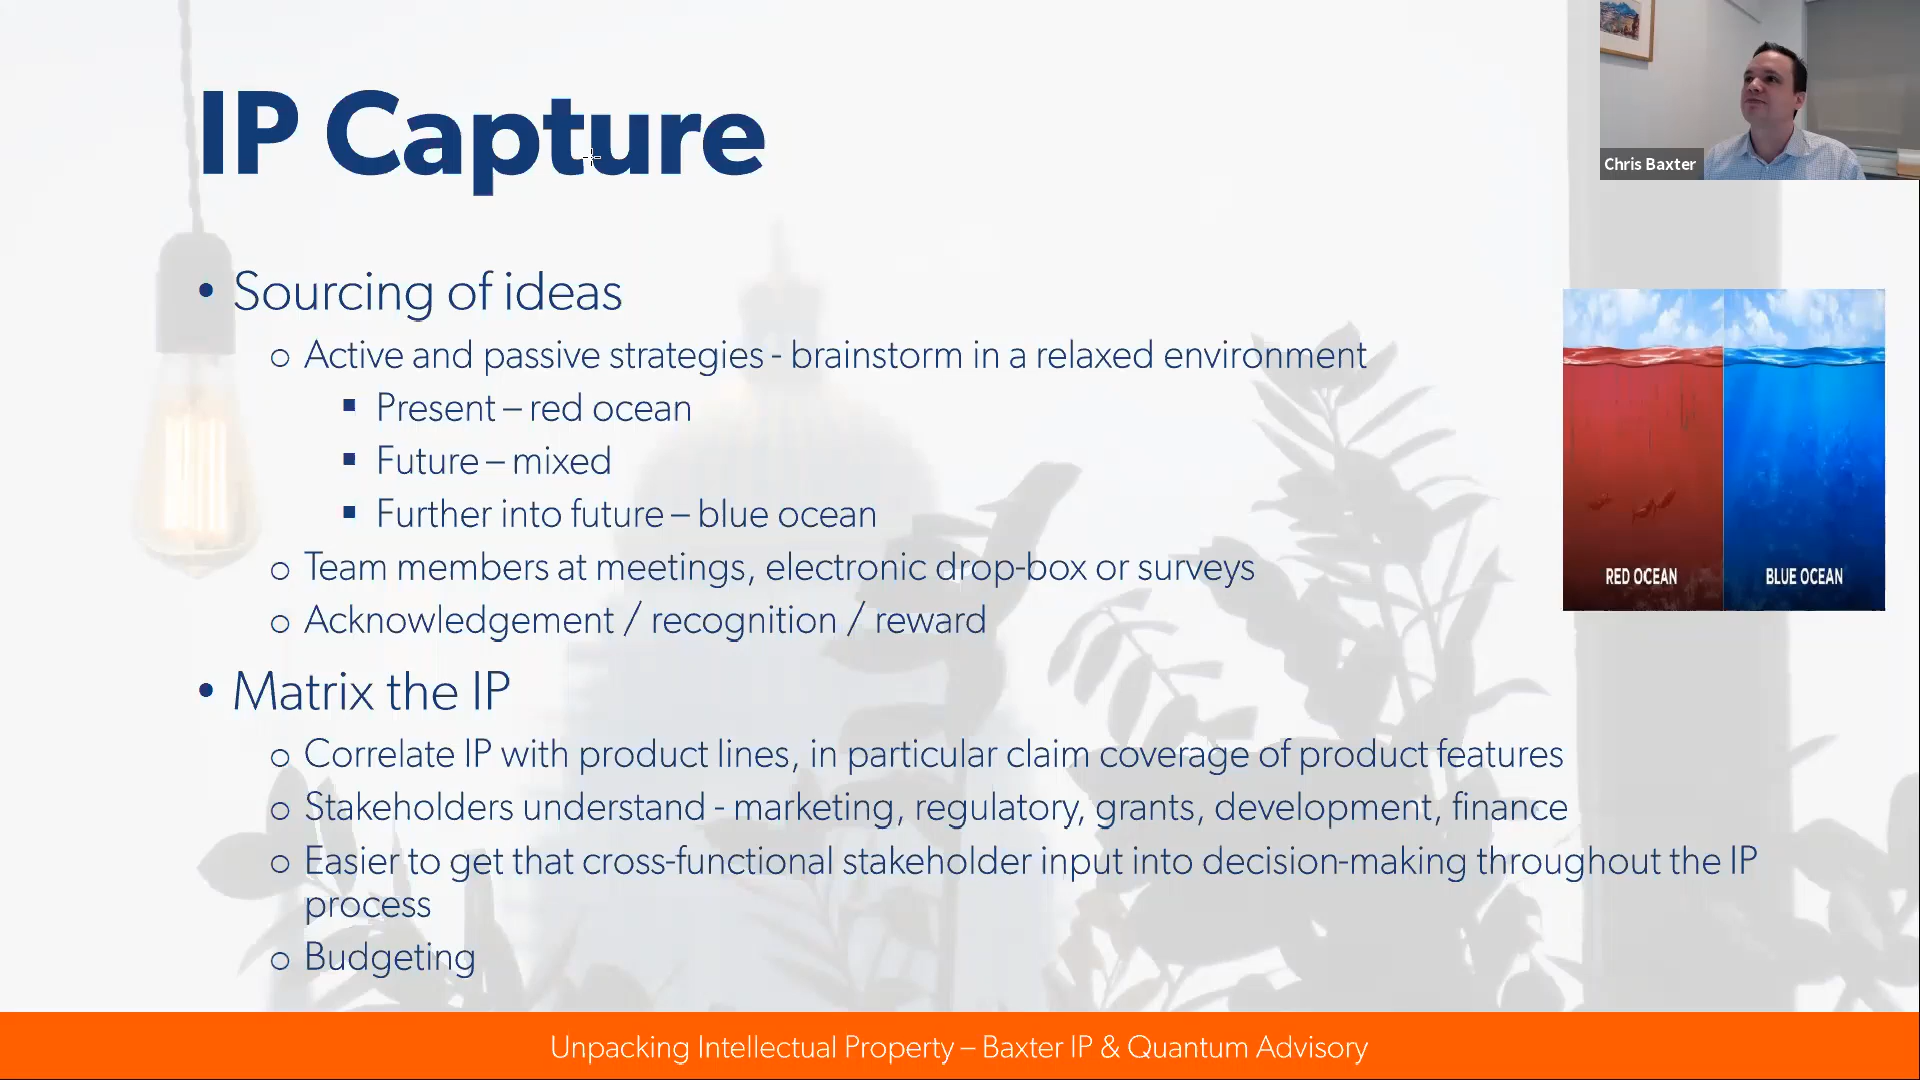 IP Capture
Chris Baxter
• Sourcing of ideas
o Active and passive strategies - brainstorm in a relaxed environment
▪ Present – red ocean
▪ Future – mixed
▪ Further into future – blue ocean
o Team members at meetings, electronic drop-box or surveys
o Acknowledgement / recognition / reward
RED OCEAN
BLUE OCEAN
• Matrix the IP
o Correlate IP with product lines, in particular claim coverage of product features
o Stakeholders understand - marketing, regulatory, grants, development, finance
o Easier to get that cross-functional stakeholder input into decision-making throughout the IP
process
o Budgeting
Unpacking Intellectual Property – Baxter IP & Quantum Advisory